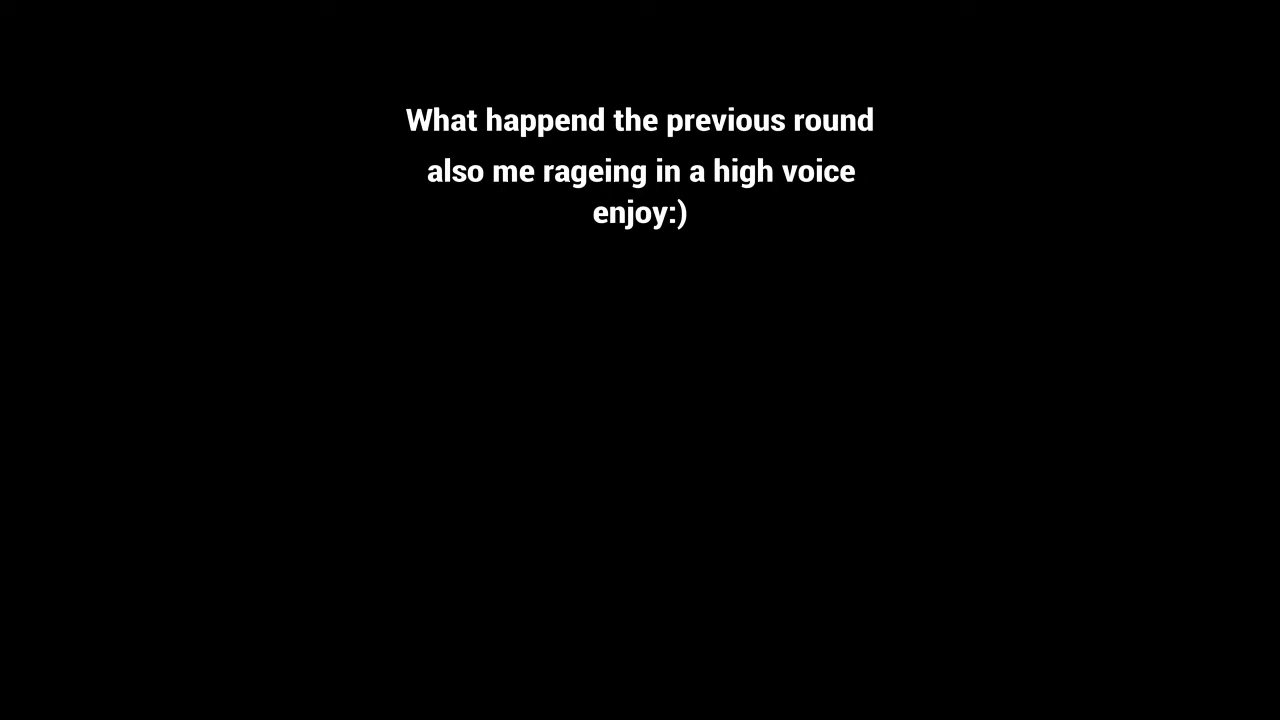 What happend the previous round
also me rageing in a high voice
enjoy:)